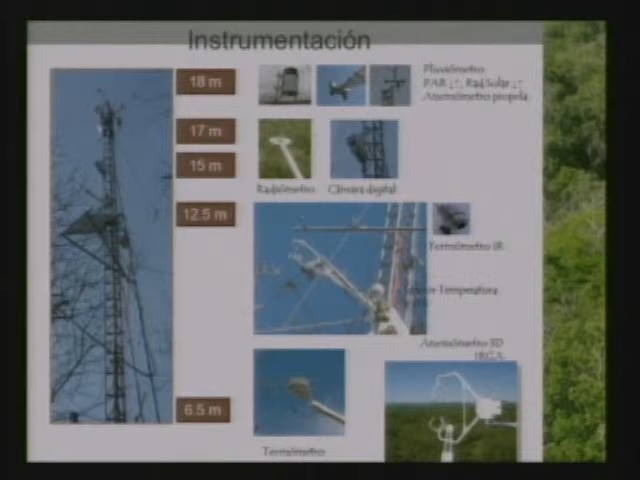 Instrumentación
18 m
Pluviómetro
PAR ↓↑, Rad Solar ↓↑
Anemómetro propela
17 m
15 m
Radiómetro
Cámara digital
12.5 m
Termómetro IR
Temperatura
Anemómetro 3D
IRGA
6.5 m
Termómetro